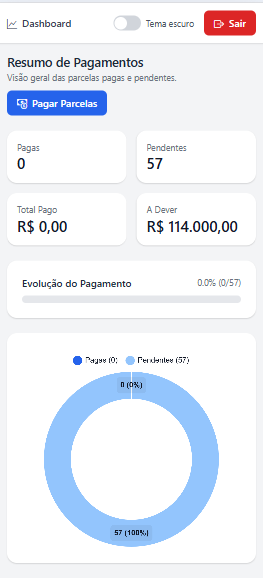 Dashboard
Tema escuro
Sair
Resumo de Pagamentos
Visão geral das parcelas pagas e pendentes.
Pagar Parcelas
Pagas
0
Pendentes
57
Total Pago
R$ 0,00
A Dever
R$ 114.000,00
Evolução do Pagamento
0.0% (0/57)
Pagas (0)
Pendentes (57)
0 (0%)
57 (100%)